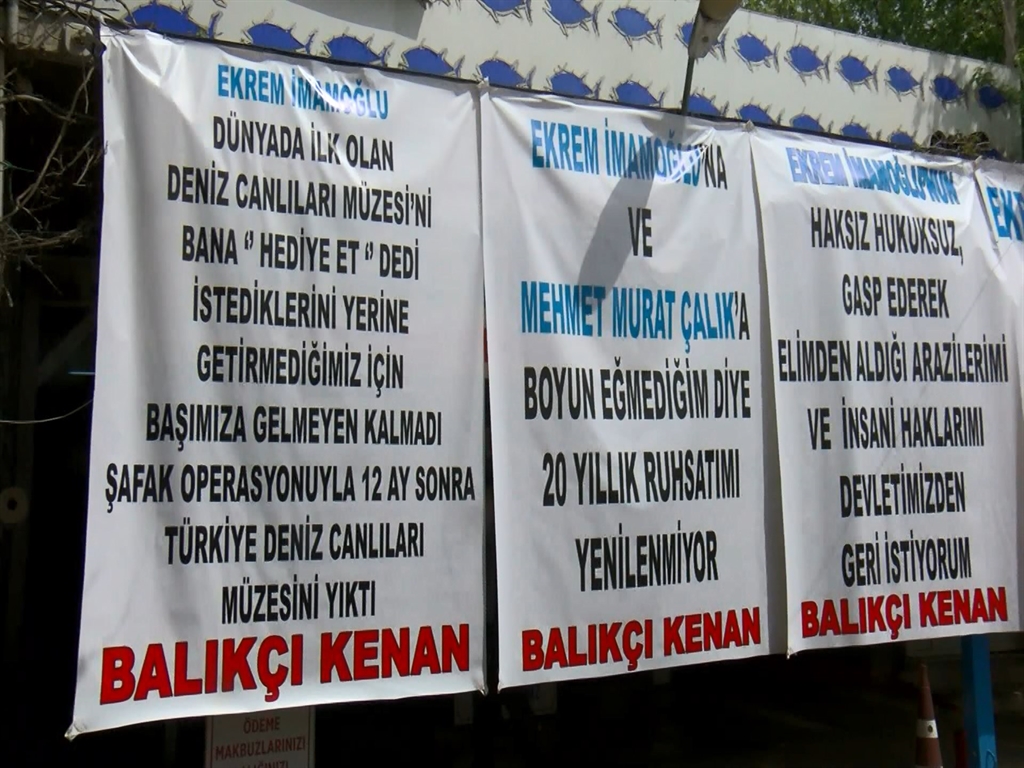 EKREM İMAMOĞLU
DÜNYADA İLK OLAN
DENİZ CANLILARI MÜZESİ'Nİ
BANA '' HEDİYE ET '' DEDİ
İSTEDİKLERİNİ YERİNE
GETİRMEDİĞİMİZ İÇİN
BAŞIMIZA GELMEYEN KALMADI
ŞAFAK OPERASYONUYLA 12 AY SONRA
TÜRKİYE DENİZ CANLILARI
MÜZESİNİ YIKTI
BALIKÇI KENAN
EKREM İMAMOĞLU'NA
VE
MEHMET MURAT ÇALIK'A
BOYUN EĞMEDİĞİM DİYE
20 YILLIK RUHSATIMI
YENİLENMİYOR
BALIKÇI KENAN
EKREM İMAMOĞLU'NUN
HAKSIZ HUKUKSUZ,
GASP EDEREK
ELİMDEN ALDIĞI ARAZİLERİMİ
VE İNSANİ HAKLARIMI
DEVLETİMİZDEN
GERİ İSTİYORUM
BALIKÇI KENAN
ÖDEME
MAKBUZLARINIZI